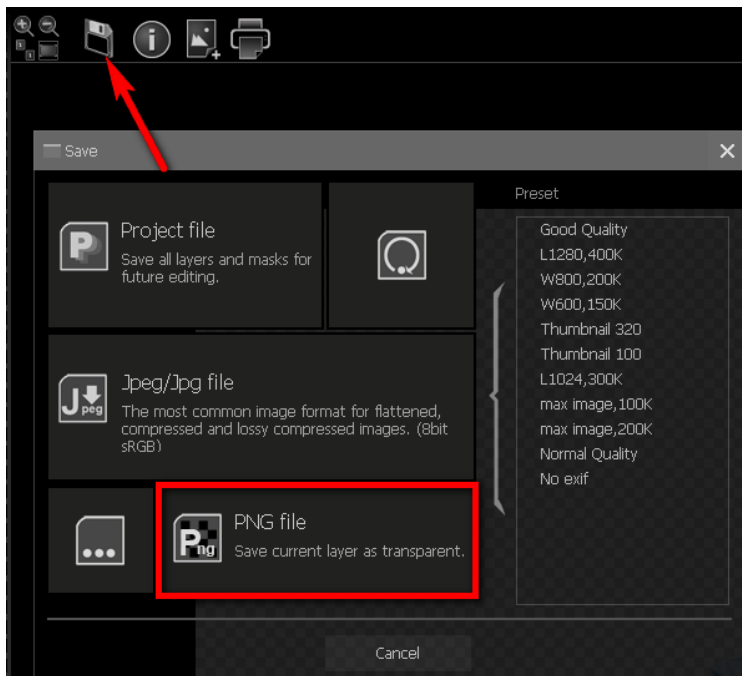 Save
Preset
Project file
Save all layers and masks for
future editing.
Jpeg/Jpg file
The most common image format for flattened,
compressed and lossy compressed images. (8bit
sRGB)
J
peg
P
P
ng
PNG file
Save current layer as transparent.
Good Quality
L1280,400K
W800,200K
W600,150K
Thumbnail 320
Thumbnail 100
L1024,300K
max image,100K
max image,200K
Normal Quality
No exif
Cancel